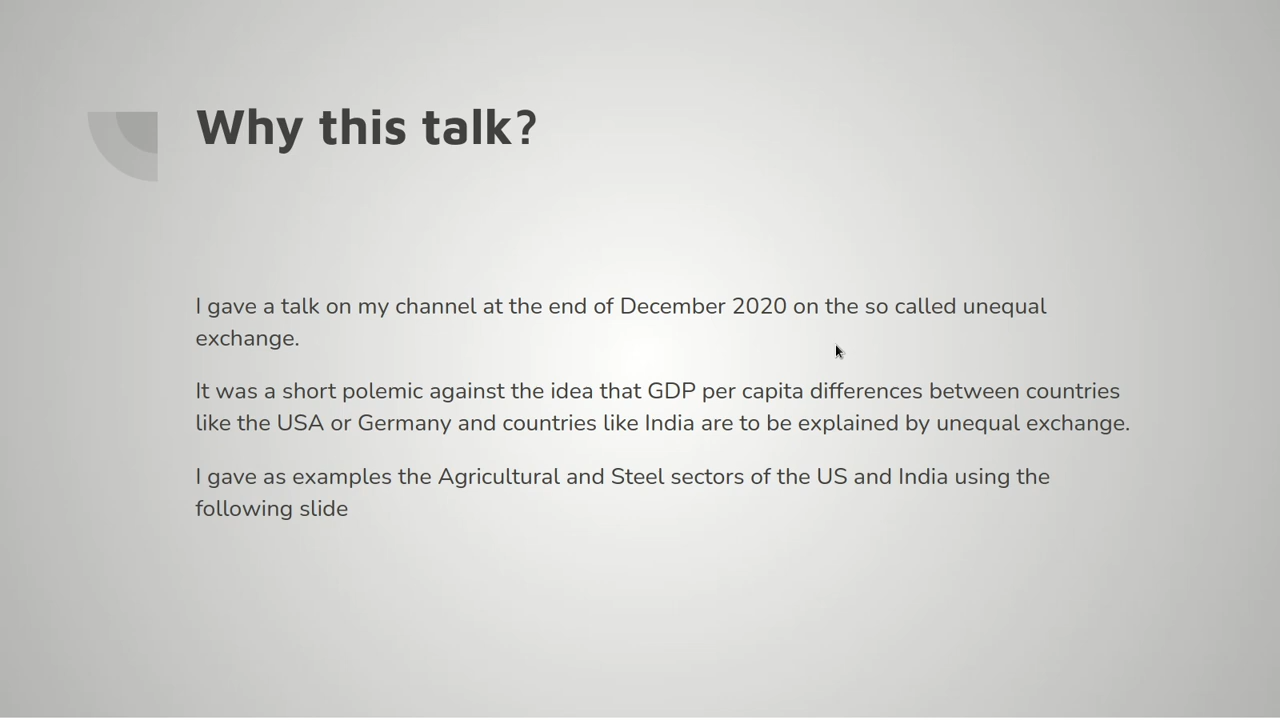 Why this talk?
I gave a talk on my channel at the end of December 2020 on the so called unequal
exchange.
It was a short polemic against the idea that GDP per capita differences between countries
like the USA or Germany and countries like India are to be explained by unequal exchange.
I gave as examples the Agricultural and Steel sectors of the US and India using the
following slide